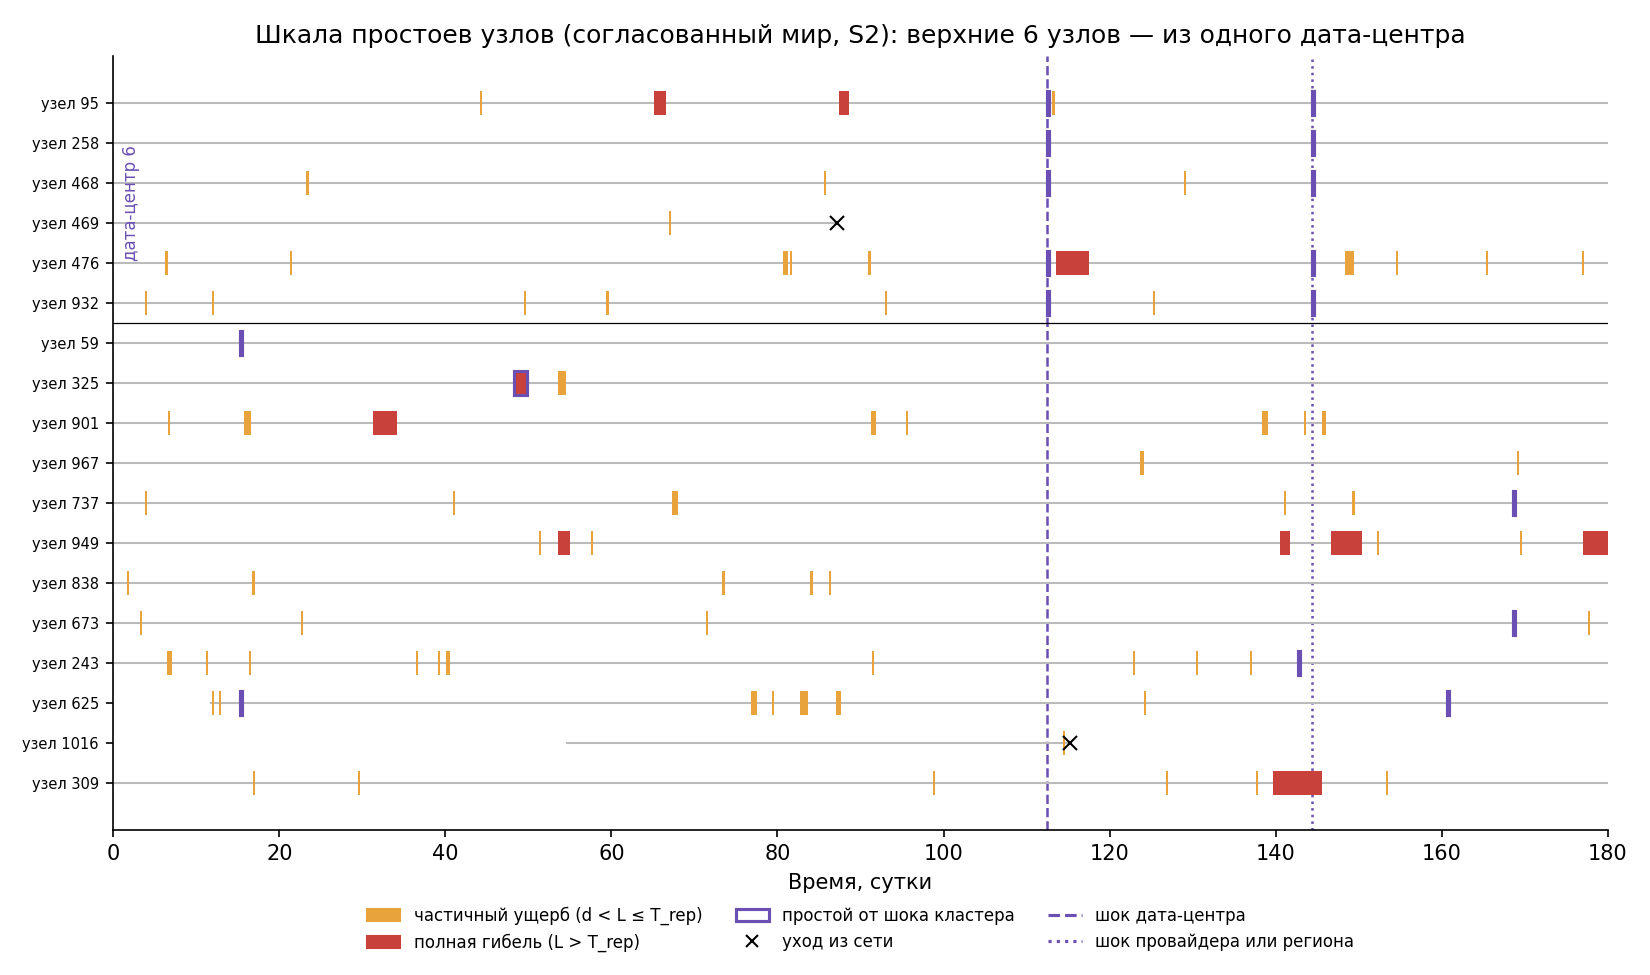 Шкала простоев узлов (согласованный мир, S2): верхние 6 узлов — из одного дата-центра
узел 95
узел 258
дата-центр 6
узел 468
узел 469
узел 476
узел 932
узел 59
узел 325
узел 901
узел 967
узел 737
узел 949
узел 838
узел 673
узел 243
узел 625
узел 1016
узел 309
0 20 40 60 80 100 120 140 160 180
Время, сутки
частичный ущерб (d < L ≤ T_rep)
полная гибель (L > T_rep)
простой от шока кластера
уход из сети
шок дата-центра
шок провайдера или региона